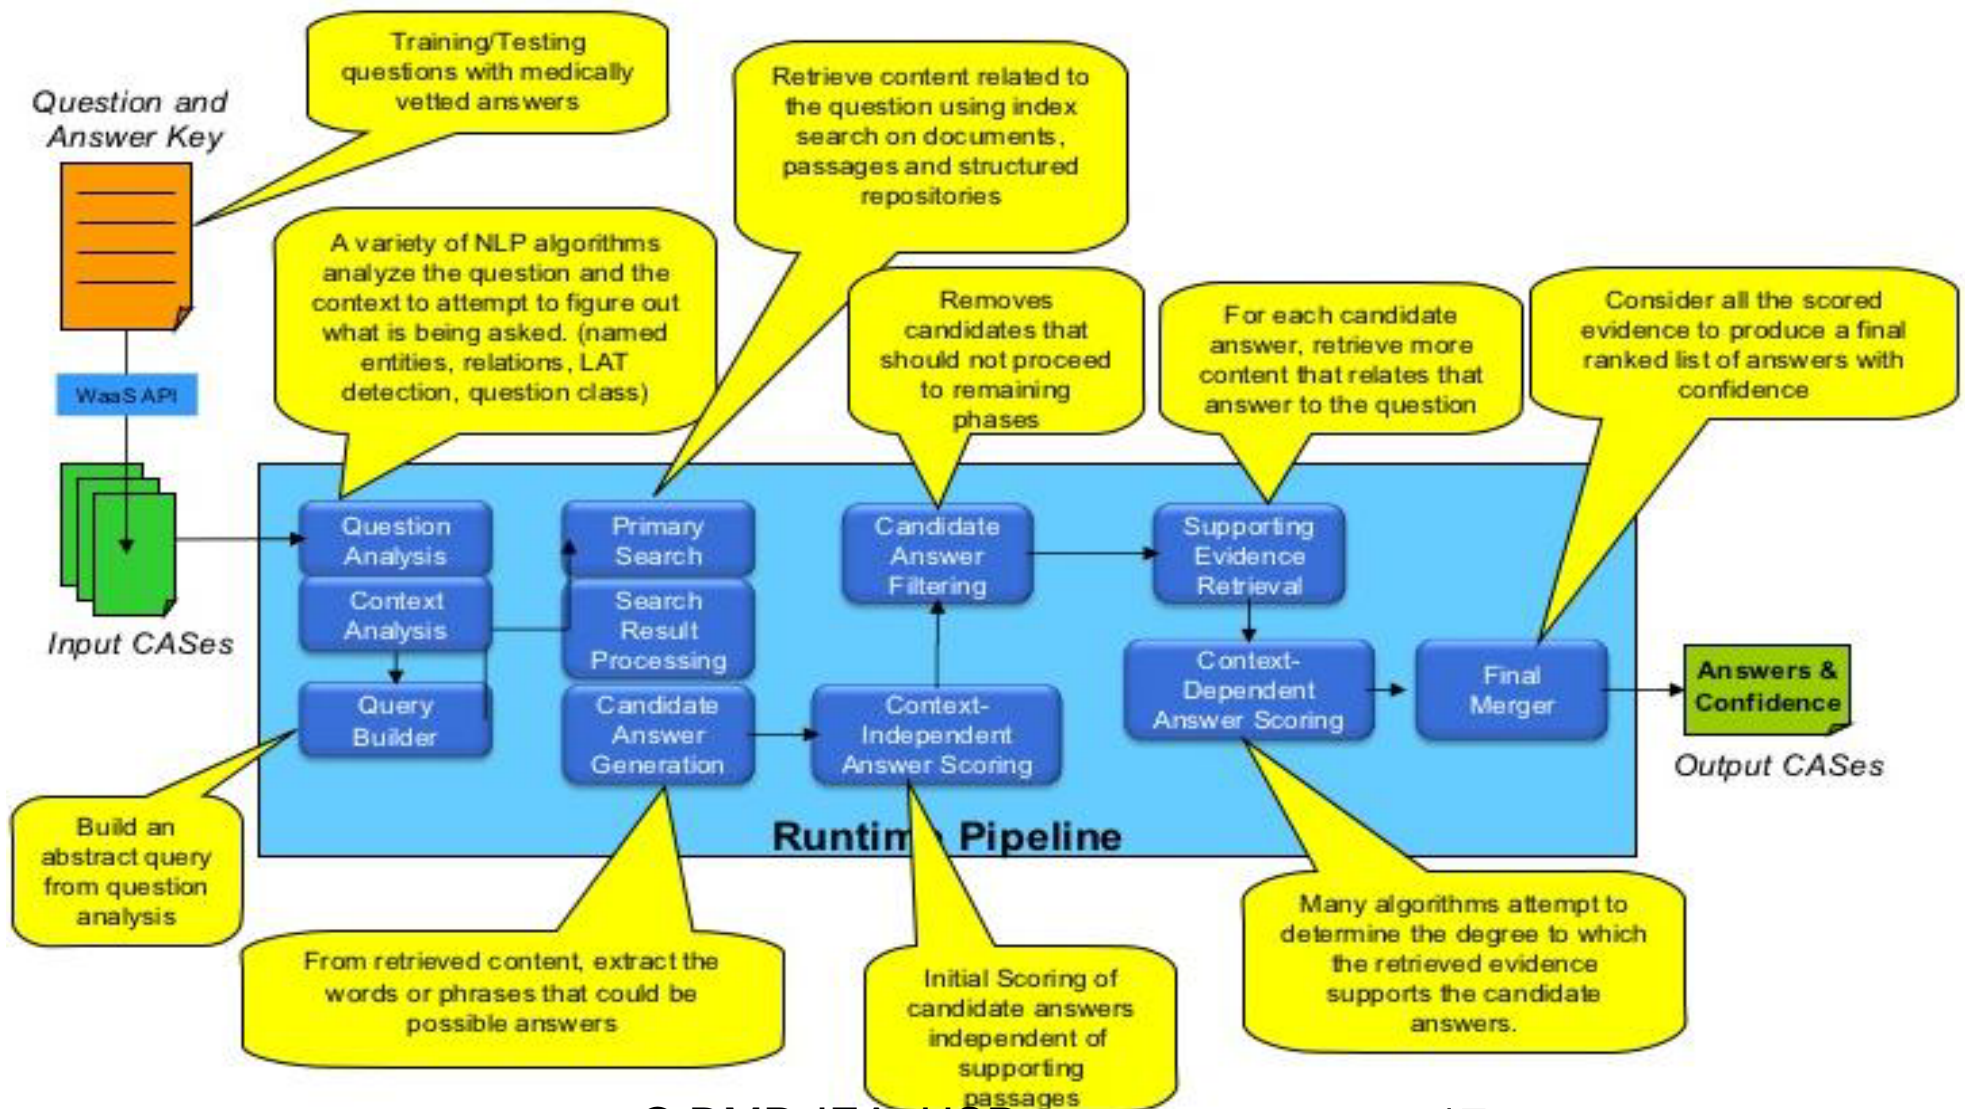 Training/Testing
questions with medically
vetted answers
Question and
Answer Key
Retrieve content related to
the question using index
search on documents,
passages and structured
repositories
A variety of NLP algorithms
analyze the question and the
context to attempt to figure out
what is being asked. (named
entities, relations, LAT
detection, question class)
Removes
candidates that
should not proceed
to remaining
phases
For each candidate
answer, retrieve more
content that relates that
answer to the question
Consider all the scored
evidence to produce a final
ranked list of answers with
confidence
WaaS API
Input CASes
Question
Analysis
Context
Analysis
Query
Builder
Primary
Search
Search
Result
Processing
Candidate
Answer
Generation
Context-
Independent
Answer Scoring
Candidate
Answer
Filtering
Supporting
Evidence
Retrieval
Context-
Dependent
Answer Scoring
Final
Merger
Answers &
Confidence
Output CASes
Runtime Pipeline
Build an
abstract query
from question
analysis
From retrieved content, extract the
words or phrases that could be
possible answers
Initial Scoring of
candidate answers
independent of
supporting
passages
Many algorithms attempt to
determine the degree to which
the retrieved evidence
supports the candidate
answers.